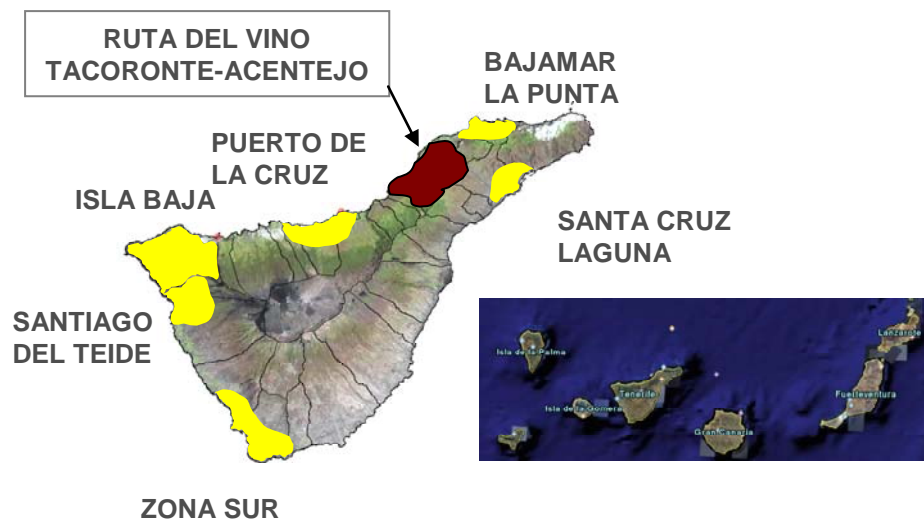 RUTA DEL VINO
TACORONTE-ACENTEJO
BAJAMAR
LA PUNTA
PUERTO DE
LA CRUZ
ISLA BAJA
SANTA CRUZ
LAGUNA
SANTIAGO
DEL TEIDE
ZONA SUR
Lanzarote
Isla de la Palma
Tenerife
Fuerteventura
Isla de la Gomera
Gran Canaria